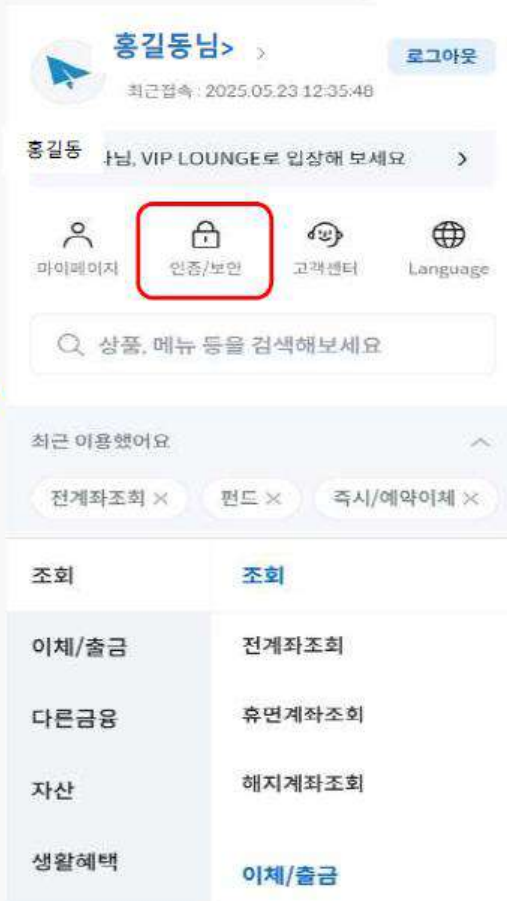 홍길동님> >
로그아웃
최근접속 : 2025.05.23 12:35:48
홍길동 님, VIP LOUNGE로 입장해 보세요 >
마이페이지 인증/보안 고객센터 Language
상품, 메뉴 등을 검색해보세요
최근 이용했어요
전계좌조회 × 펀드 × 즉시/예약이체 ×
조회 조회
이체/출금 전계좌조회
다른금융 휴면계좌조회
자산 해지계좌조회
생활혜택 이체/출금